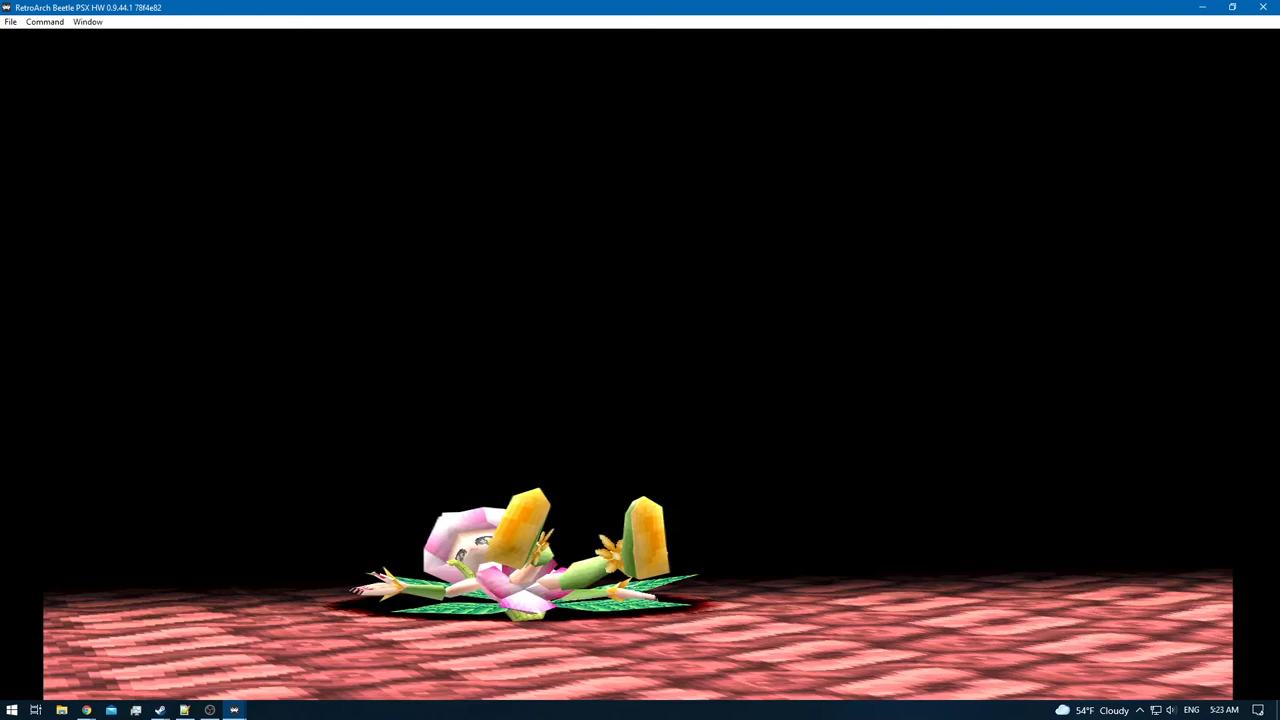 RetroArch Beetle PSX HW 0.9.44.1 78f4e82
File Command Window
54°F Cloudy ENG 5:23 AM